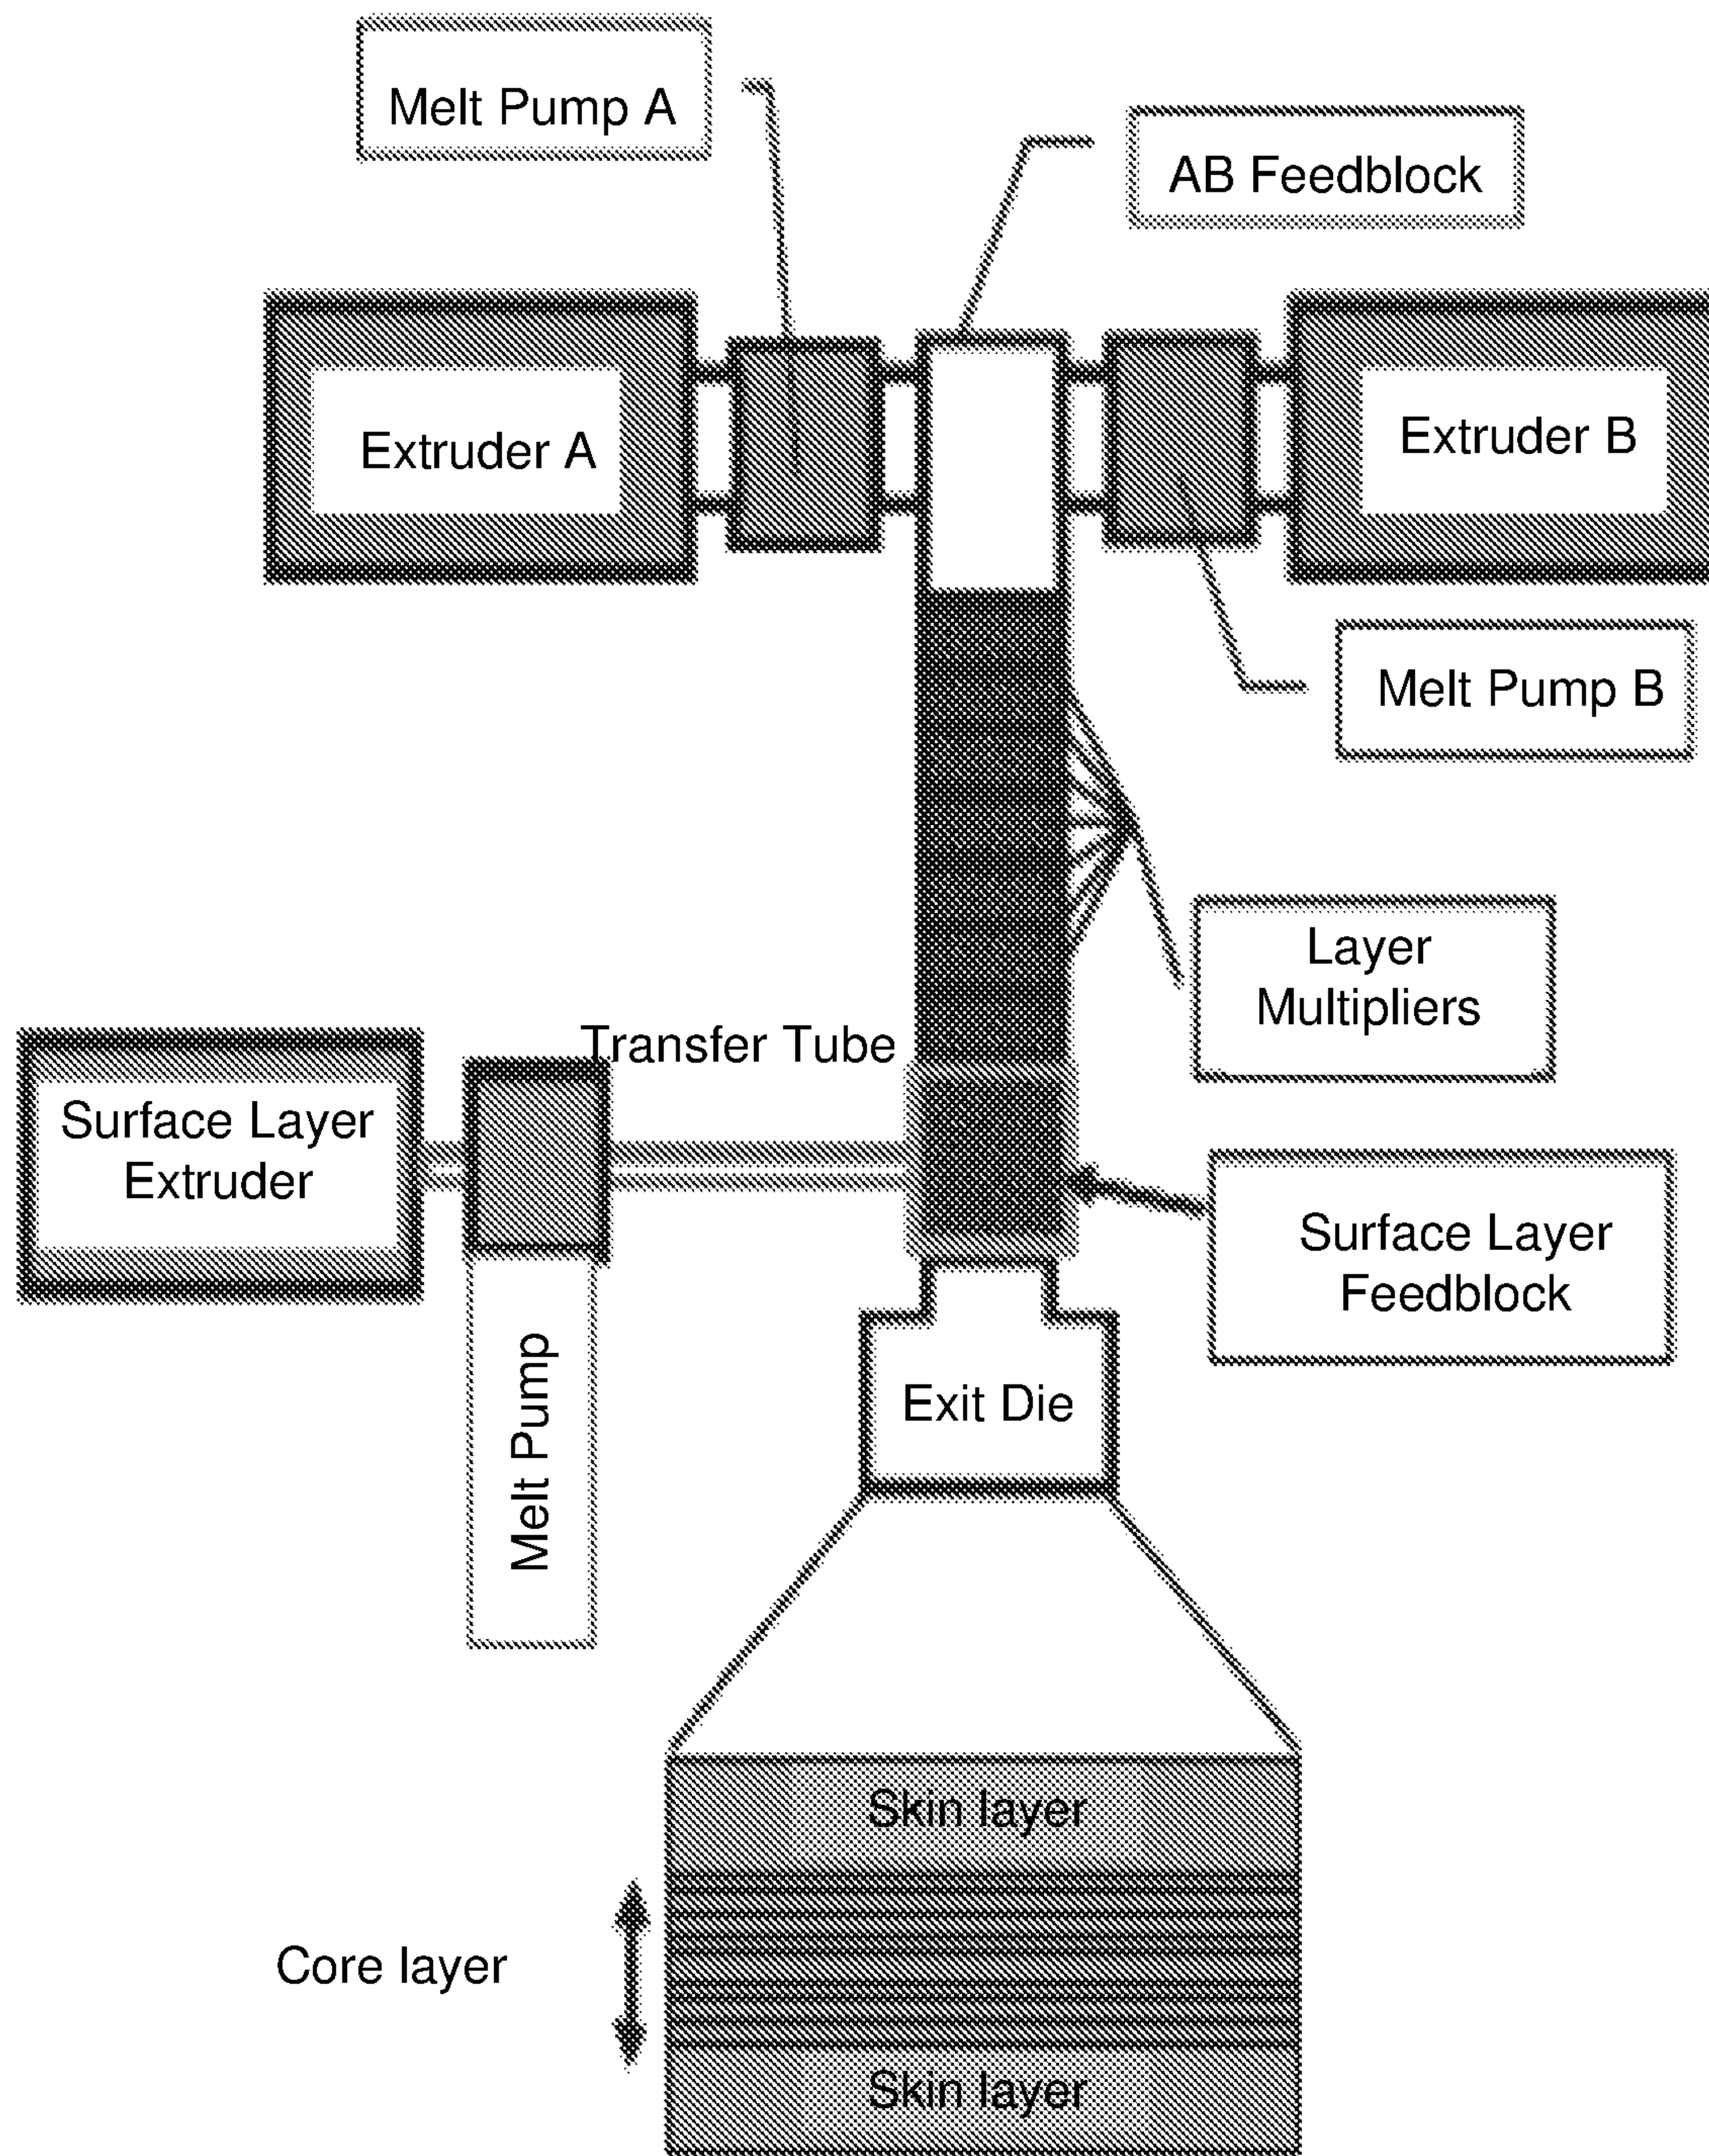 Melt Pump A
AB Feedblock
Extruder A
Extruder B
Melt Pump B
Layer
Multipliers
Transfer Tube
Surface Layer
Extruder
Surface Layer
Feedblock
Melt Pump
Exit Die
Skin layer
Core layer
Skin layer